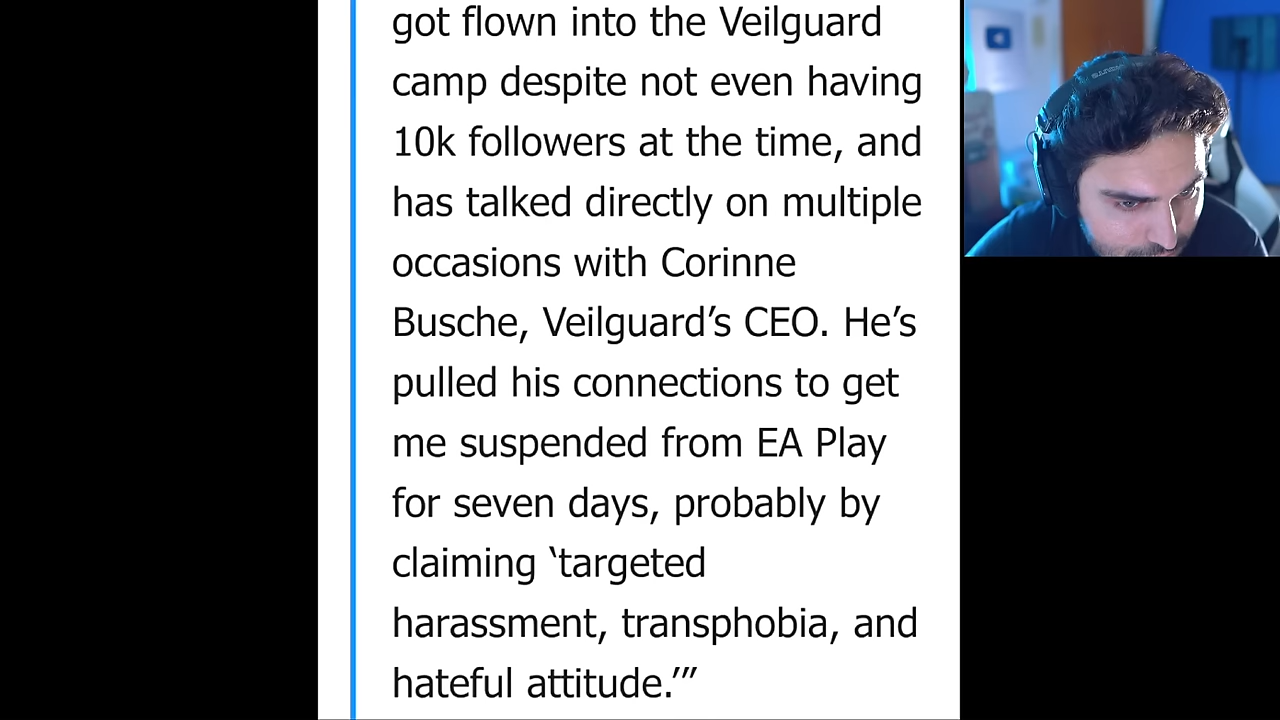 got flown into the Veilguard
camp despite not even having
10k followers at the time, and
has talked directly on multiple
occasions with Corinne
Busche, Veilguard’s CEO. He’s
pulled his connections to get
me suspended from EA Play
for seven days, probably by
claiming ‘targeted
harassment, transphobia, and
hateful attitude.’”